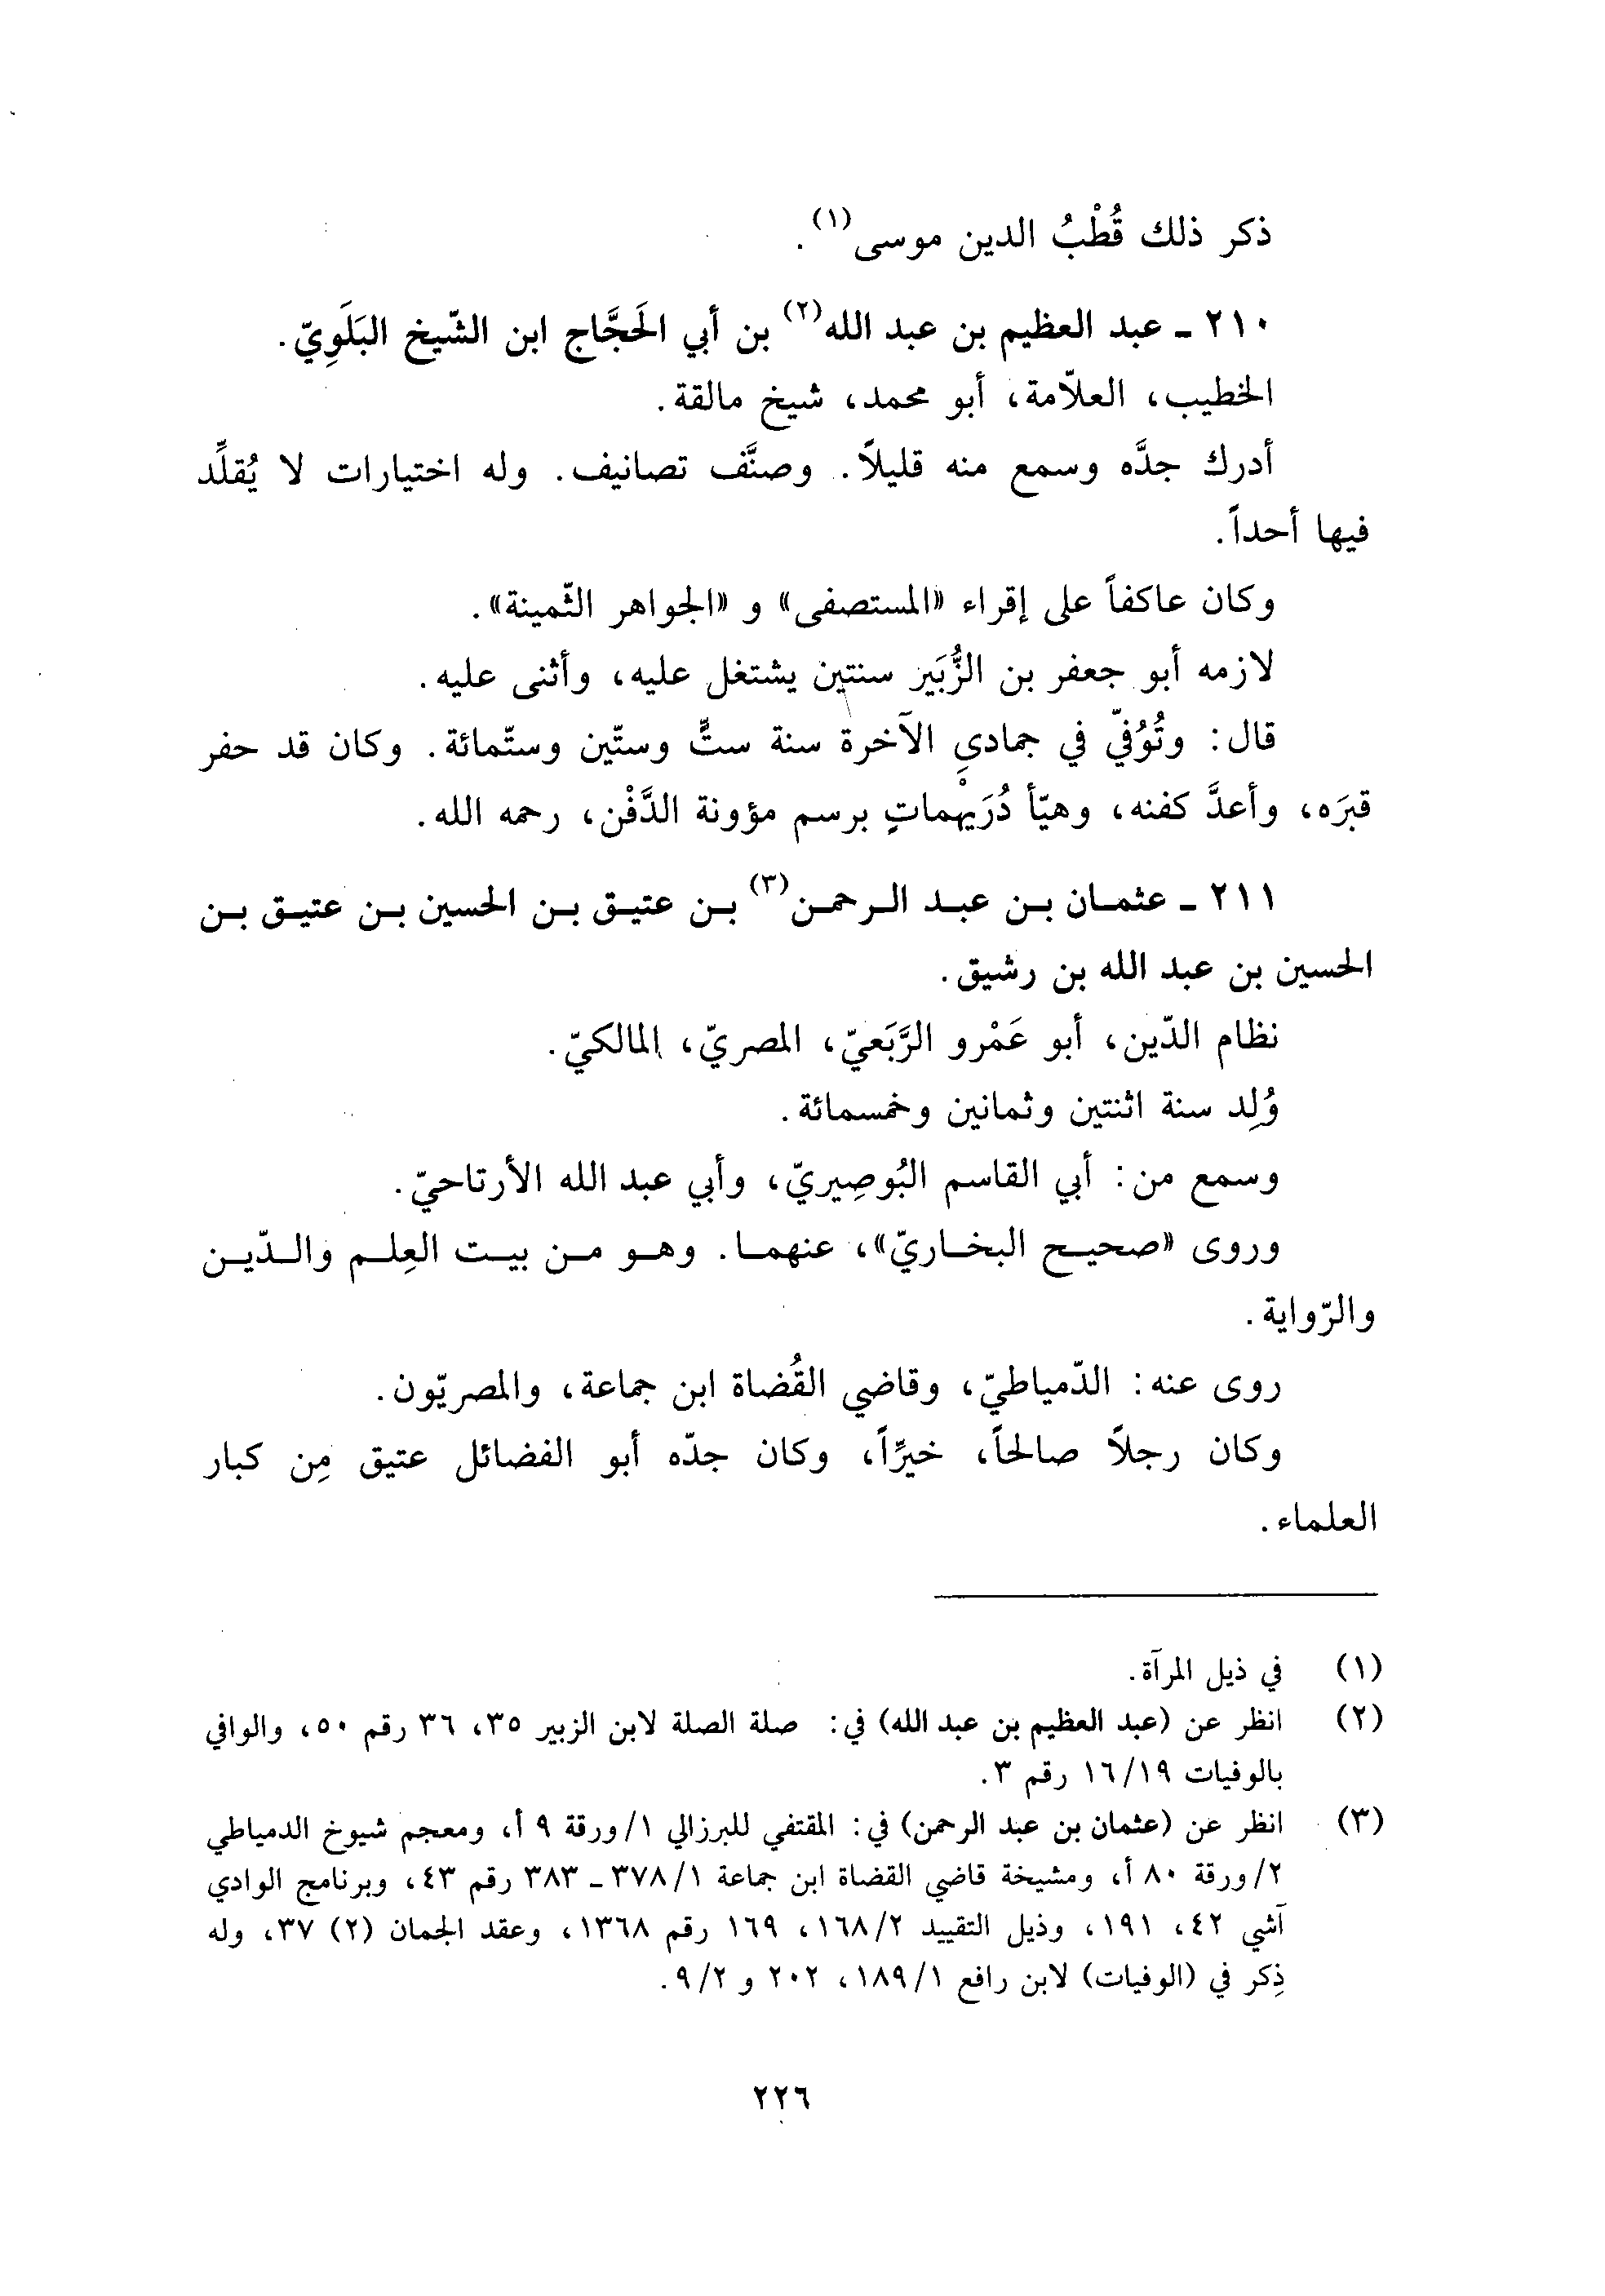 ذكر ذلك قُطْبُ الدين موسى(١).
٢١٠ ـ عبد العظيم بن عبد الله(٢) بن أبي الحَجَّاج ابن الشّيخ البَلَوِيّ.
الخطيب، العلاّمة، أبو محمد، شيخ مالقة.
أدرك جدَّه وسمع منه قليلاً. وصنَّف تصانيف. وله اختيارات لا يُقلِّد
فيها أحداً.
وكان عاكفاً على إقراء «المستصفى» و «الجواهر الثّمينة».
لازمه أبو جعفر بن الزُّبَير سنتين يشتغل عليه، وأثنى عليه.
قال: وتُوُفّي في جمادى الآخرة سنة ستٍّ وستّين وستّمائة. وكان قد حفر
قبرَه، وأعدَّ كفنه، وهيّأ دُرَيْهماتٍ برسم مؤونة الدَّفْن، رحمه الله.
٢١١ ـ عثمان بن عبد الرحمن(٣) بن عتيق بن الحسين بن عتيق بن
الحسين بن عبد الله بن رشيق.
نظام الدّين، أبو عَمْرو الرَّبَعيّ، المصريّ، المالكيّ.
وُلِد سنة اثنتين وثمانين وخمسمائة.
وسمع من: أبي القاسم البُوصِيريّ، وأبي عبد الله الأرتاحيّ.
وروى «صحيح البخاريّ»، عنهما. وهو من بيت العِلم والدّين
والرّواية.
روى عنه: الدّمياطيّ، وقاضي القُضاة ابن جماعة، والمصريّون.
وكان رجلاً صالحاً، خيرِّاً، وكان جدّه أبو الفضائل عتيق مِن كبار
العلماء.
(١) في ذيل المرآة.
(٢) انظر عن (عبد العظيم بن عبد الله) في: صلة الصلة لابن الزبير ٣٥، ٣٦ رقم ٥٠، والوافي
بالوفيات ١٦/١٩ رقم ٣.
(٣) انظر عن (عثمان بن عبد الرحمن) في: المقتفي للبرزالي ١/ورقة ٩ أ، ومعجم شيوخ الدمياطي
٢/ورقة ٨٠ أ، ومشيخة قاضي القضاة ابن جماعة ٣٧٨/١ ـ ٣٨٣ رقم ٤٣، وبرنامج الوادي
آشي ٤٢، ١٩١، وذيل التقييد ١٦٨/٢، ١٦٩ رقم ١٣٦٨، وعقد الجمان (٢) ٣٧، وله
ذِكر في (الوفيات) لابن رافع ١٨٩/١، ٢٠٢ و ٩/٢.
٢٢٦